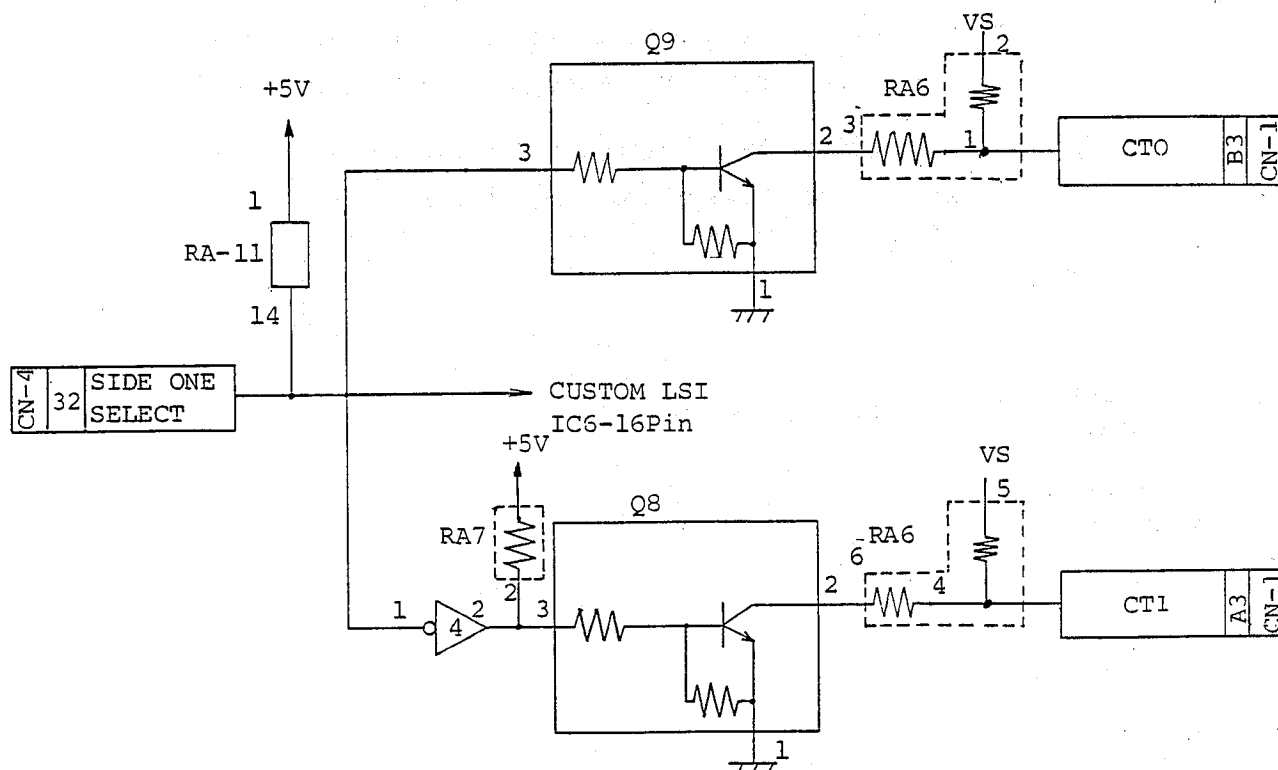 VS
2
Q9
+5V
RA6
3
2
3
1
CT0
B3
CN-1
1
RA-11
14
1
CN-4
32
SIDE ONE
SELECT
CUSTOM LSI
IC6-16Pin
+5V
VS
5
Q8
RA7
6
RA6
2
2
4
1
2
4
3
CT1
A3
CN-1
1